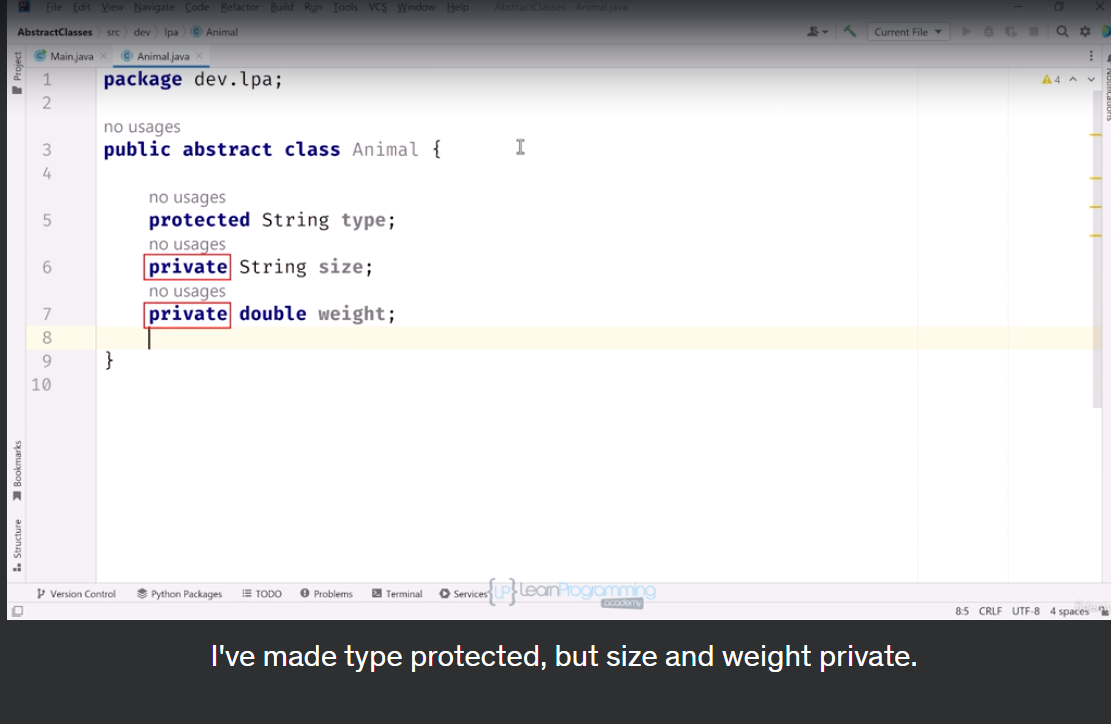 File Edit View Navigate Code Refactor Build Run Tools VCS Window Help AbstractClasses - Animal.java
AbstractClasses src dev lpa Animal Current File
Project Main.java Animal.java
Notifications
1 package dev.lpa;
4
2
no usages
3 public abstract class Animal {
4
no usages
5 protected String type;
no usages
6 private String size;
no usages
7 private double weight;
8
9 }
10
Bookmarks
Structure
Version Control Python Packages TODO Problems Terminal Services
{LP} LearnProgramming
academy
8:5 CRLF UTF-8 4 spaces
I've made type protected, but size and weight private.